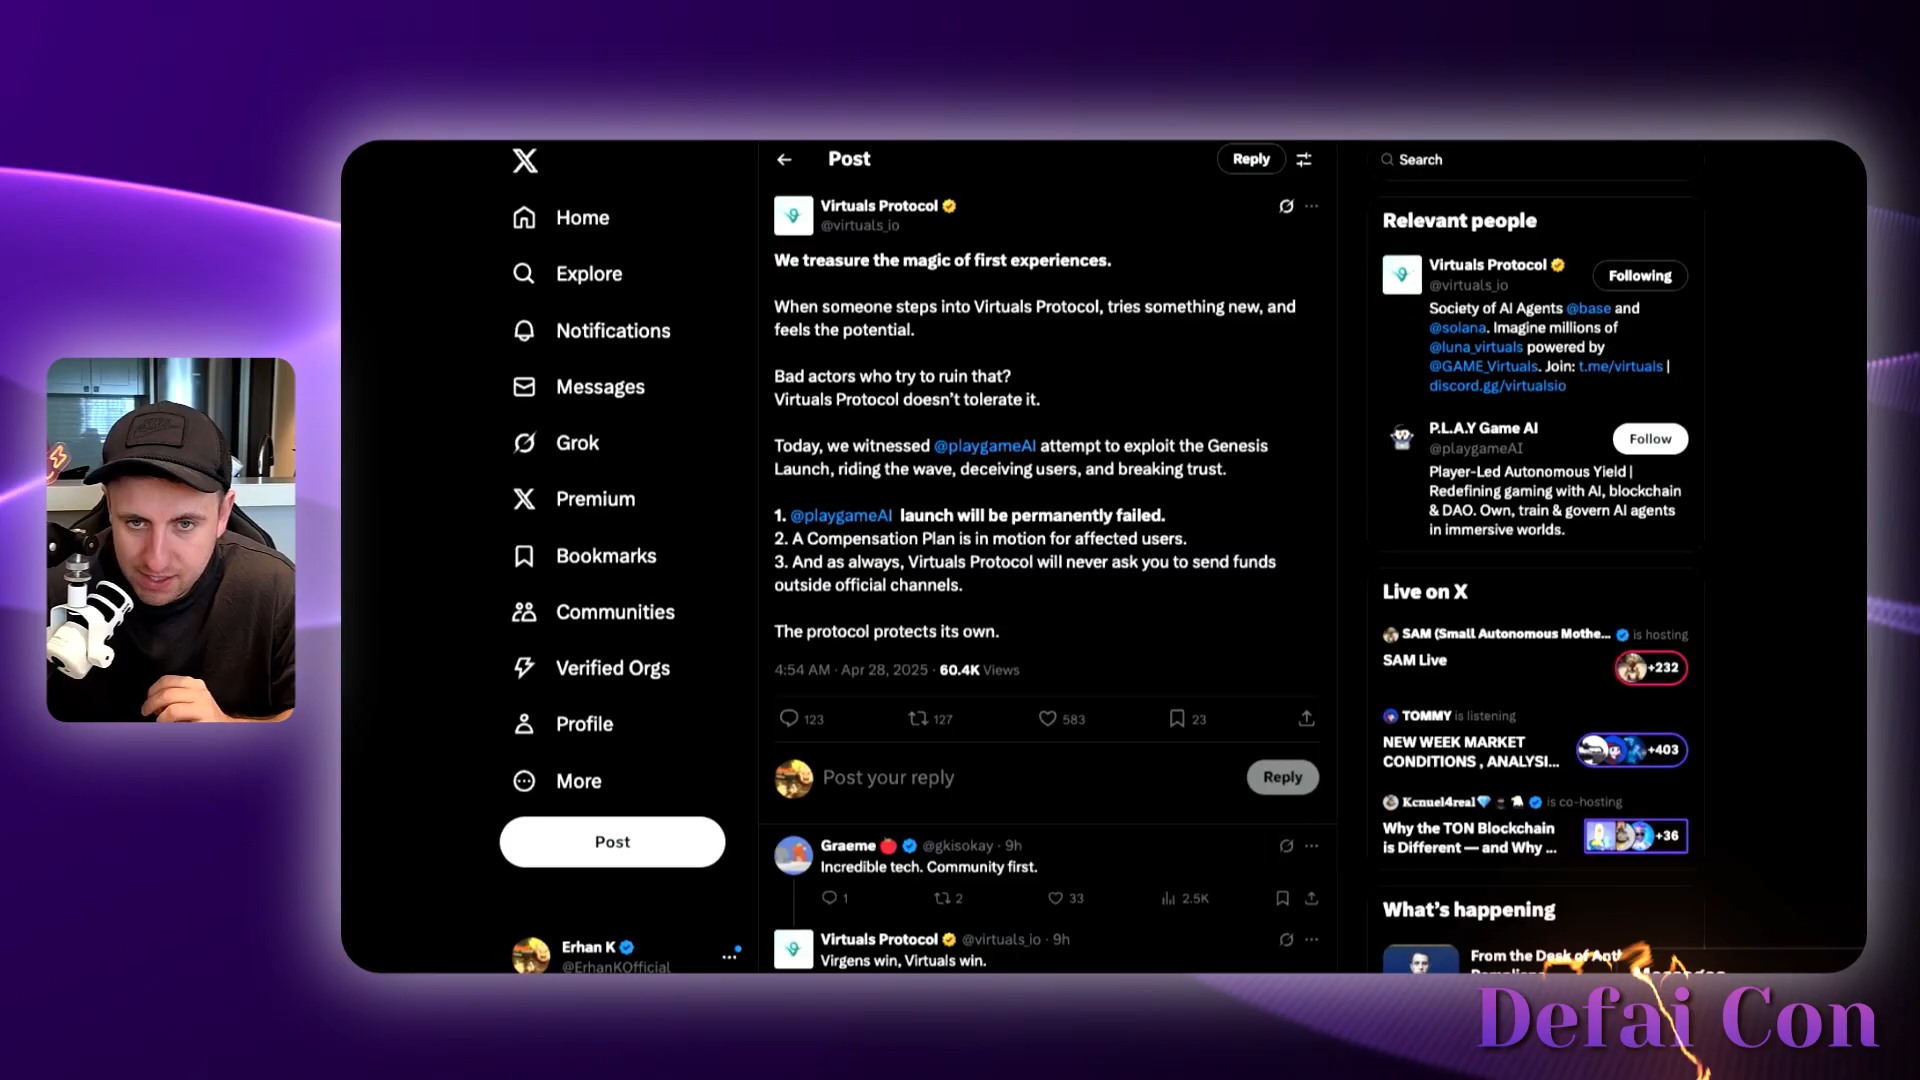 Home
Explore
Notifications
Messages
Grok
Premium
Bookmarks
Communities
Verified Orgs
Profile
More
Post
Erhan K
@ErhanKOfficial
Post
Reply
Virtuals Protocol
@virtuals_io
We treasure the magic of first experiences.
When someone steps into Virtuals Protocol, tries something new, and
feels the potential.
Bad actors who try to ruin that?
Virtuals Protocol doesn't tolerate it.
Today, we witnessed @playgameAI attempt to exploit the Genesis
Launch, riding the wave, deceiving users, and breaking trust.
1. @playgameAI launch will be permanently failed.
2. A Compensation Plan is in motion for affected users.
3. And as always, Virtuals Protocol will never ask you to send funds
outside official channels.
The protocol protects its own.
4:54 AM · Apr 28, 2025 · 60.4K Views
123 127 583 23
Post your reply
Reply
Graeme @gkisokay · 9h
Incredible tech. Community first.
1 2 33 2.5K
Virtuals Protocol @virtuals_io · 9h
Virgens win, Virtuals win.
Search
Relevant people
Virtuals Protocol
@virtuals_io
Following
Society of AI Agents @base and
@solana. Imagine millions of
@luna_virtuals powered by
@GAME_Virtuals. Join: t.me/virtuals |
discord.gg/virtualsio
P.L.A.Y Game AI
@playgameAI
Follow
Player-Led Autonomous Yield |
Redefining gaming with AI, blockchain
& DAO. Own, train & govern AI agents
in immersive worlds.
Live on X
SAM (Small Autonomous Mothe... is hosting
SAM Live
+232
TOMMY is listening
NEW WEEK MARKET
CONDITIONS , ANALYSI...
+403
Kcnuel4real is co-hosting
Why the TON Blockchain
is Different — and Why ...
+36
What's happening
From the Desk of Anth
Defai Con